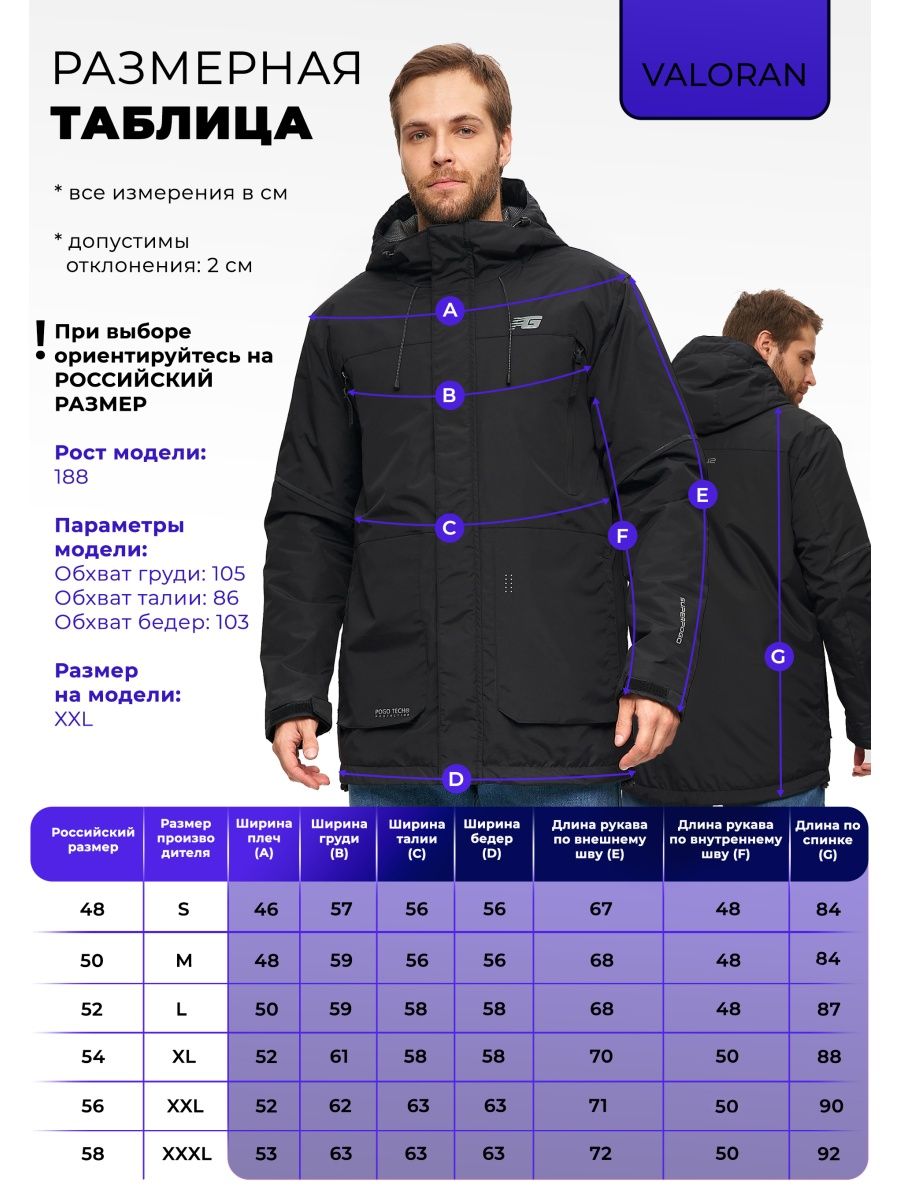 РАЗМЕРНАЯ
ТАБЛИЦА
VALORAN
* все измерения в см
* допустимы
отклонения: 2 см
! При выборе
ориентируйтесь на
РОССИЙСКИЙ
РАЗМЕР
Рост модели:
188
Параметры
модели:
Обхват груди: 105
Обхват талии: 86
Обхват бедер: 103
Размер
на модели:
XXL
A
PG
B
C
E
F
G
D
SUPERPOGO
POGO TECH®
PROTECTION
Российский размер | Размер производителя | Ширина плеч (A) | Ширина груди (B) | Ширина талии (C) | Ширина бедер (D) | Длина рукава по внешнему шву (E) | Длина рукава по внутреннему шву (F) | Длина по спинке (G)
48 S 46 57 56 56 67 48 84
50 M 48 59 56 56 68 48 84
52 L 50 59 58 58 68 48 87
54 XL 52 61 58 58 70 50 88
56 XXL 52 62 63 63 71 50 90
58 XXXL 53 63 63 63 72 50 92